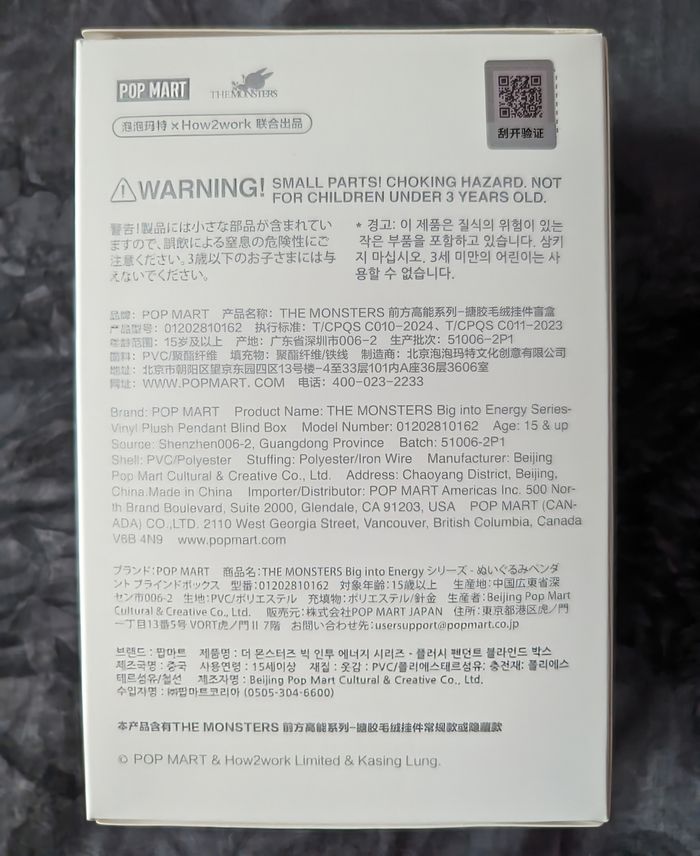 POP MART
THE MONSTERS
刮开验证
泡泡玛特×How2work 联合出品
WARNING! SMALL PARTS! CHOKING HAZARD. NOT
FOR CHILDREN UNDER 3 YEARS OLD.
警告!製品には小さな部品が含まれてい
ますので、誤飲による窒息の危険性にご
注意ください。3歳以下のお子さまには与
えないでください。
* 경고: 이 제품은 질식의 위험이 있는
작은 부품을 포함하고 있습니다. 삼키
지 마십시오. 3세 미만의 어린이는 사
용할 수 없습니다.
品牌: POP MART 产品名称: THE MONSTERS 前方高能系列-搪胶毛绒挂件盲盒
产品型号: 01202810162 执行标准: T/CPQS C010-2024、T/CPQS C011-2023
年龄范围: 15岁及以上 产地: 广东省深圳市006-2 生产批次: 51006-2P1
面料: PVC/聚酯纤维 填充物: 聚酯纤维/铁线 制造商: 北京泡泡玛特文化创意有限公司
地址: 北京市朝阳区望京东园四区13号楼-4至33层101内A座36层3606室
网址: WWW.POPMART.COM 电话: 400-023-2233
Brand: POP MART Product Name: THE MONSTERS Big into Energy Series-
Vinyl Plush Pendant Blind Box Model Number: 01202810162 Age: 15 & up
Source: Shenzhen006-2, Guangdong Province Batch: 51006-2P1
Shell: PVC/Polyester Stuffing: Polyester/Iron Wire Manufacturer: Beijing
Pop Mart Cultural & Creative Co., Ltd. Address: Chaoyang District, Beijing,
China.Made in China Importer/Distributor: POP MART Americas Inc. 500 Nor-
th Brand Boulevard, Suite 2000, Glendale, CA 91203, USA POP MART (CAN-
ADA) CO.,LTD. 2110 West Georgia Street, Vancouver, British Columbia, Canada
V6B 4N9 www.popmart.com
ブランド:POP MART 商品名:THE MONSTERS Big into Energy シリーズ - ぬいぐるみペンダ
ント ブラインドボックス 型番:01202810162 対象年齢:15歳以上 生産地:中国広東省深
セン市006-2 生地:PVC/ポリエステル 充填物:ポリエステル/針金 生産者:Beijing Pop Mart
Cultural & Creative Co., Ltd. 販売元:株式会社POP MART JAPAN 住所:東京都港区虎ノ門
一丁目13番5号 VORT虎ノ門Ⅱ 7階 お問い合わせ先:usersupport@popmart.co.jp
브랜드 : 팝마트 제품명 : 더 몬스터즈 빅 인투 에너지 시리즈 - 플러시 펜던트 블라인드 박스
제조국명 : 중국 사용연령 : 15세이상 재질 : 겉감 : PVC/폴리에스테르섬유; 충전재: 폴리에스
테르섬유/철선 제조자명 : Beijing Pop Mart Cultural & Creative Co., Ltd.
수입자명 : ㈜팝마트코리아 (0505-304-6600)
本产品含有THE MONSTERS 前方高能系列-搪胶毛绒挂件常规款或隐藏款
© POP MART & How2work Limited & Kasing Lung.